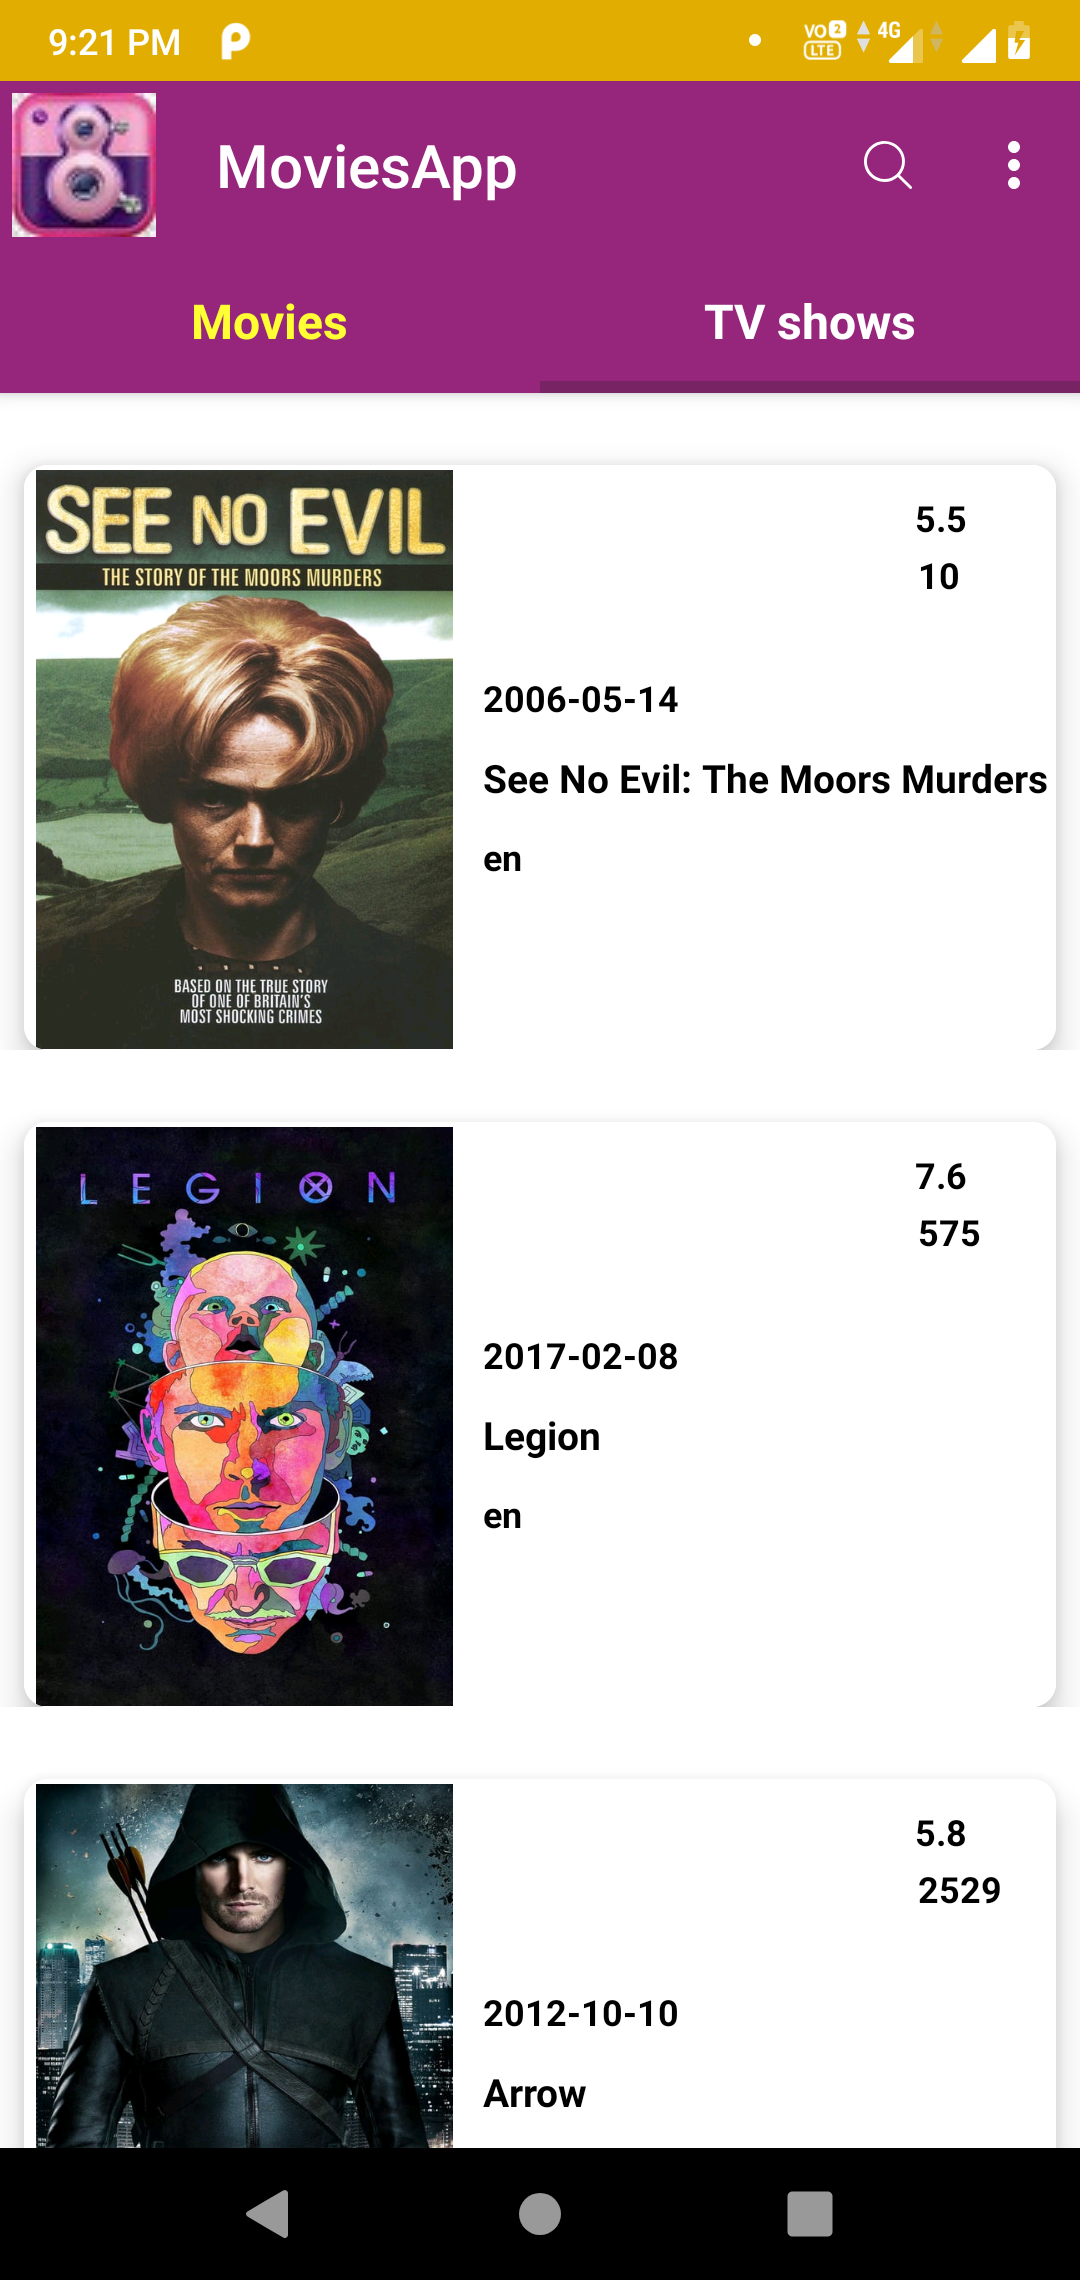 9:21 PM
VO 2
LTE
4G
MoviesApp
Movies
TV shows
SEE NO EVIL
THE STORY OF THE MOORS MURDERS
BASED ON THE TRUE STORY
OF ONE OF BRITAIN'S
MOST SHOCKING CRIMES
5.5
10
2006-05-14
See No Evil: The Moors Murders
en
LEGION
7.6
575
2017-02-08
Legion
en
5.8
2529
2012-10-10
Arrow